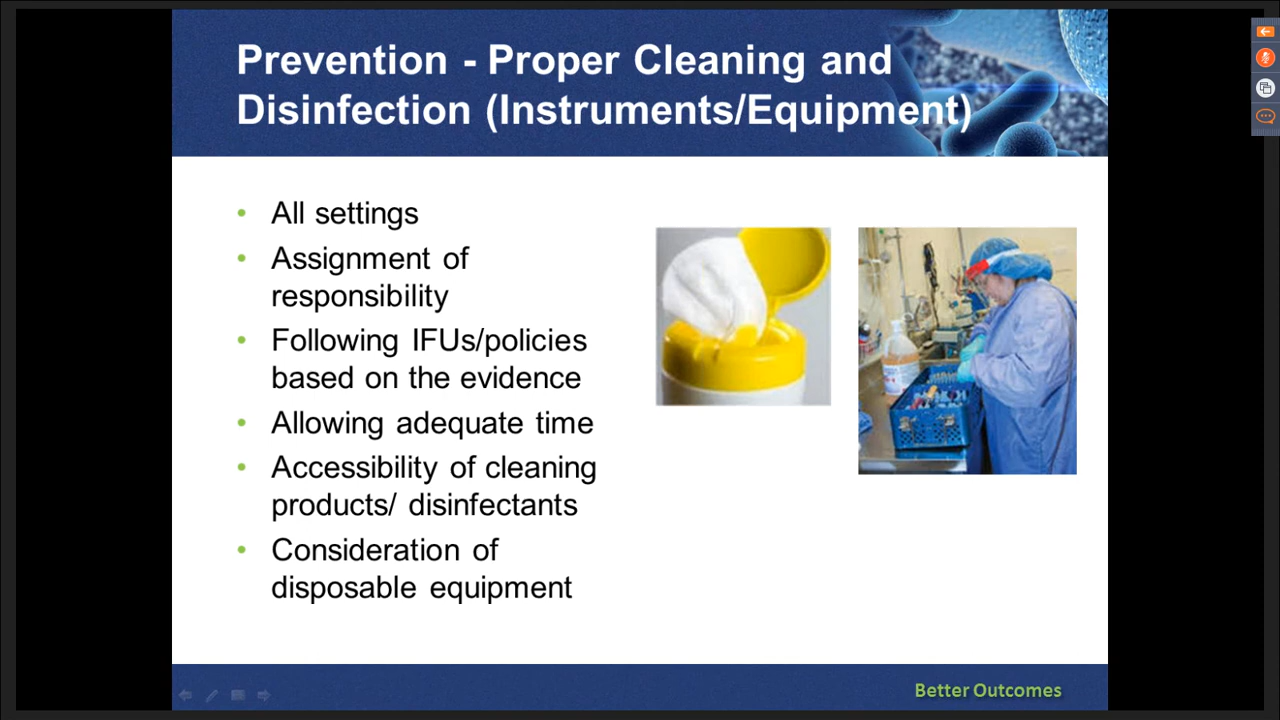 Prevention - Proper Cleaning and
Disinfection (Instruments/Equipment)
• All settings
• Assignment of
responsibility
• Following IFUs/policies
based on the evidence
• Allowing adequate time
• Accessibility of cleaning
products/ disinfectants
• Consideration of
disposable equipment
Better Outcomes